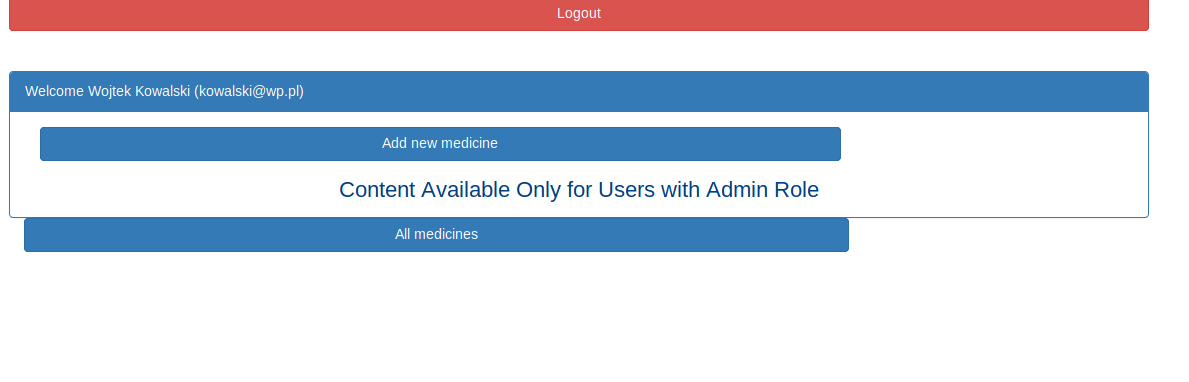 Logout
Welcome Wojtek Kowalski (kowalski@wp.pl)
Add new medicine
Content Available Only for Users with Admin Role
All medicines